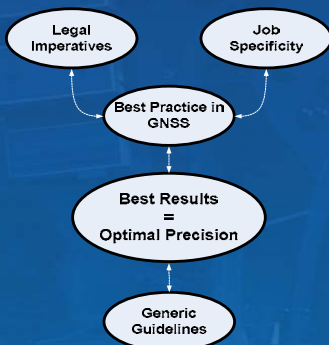 Legal
Imperatives
Job
Specificity
Best Practice in
GNSS
Best Results
=
Optimal Precision
Generic
Guidelines